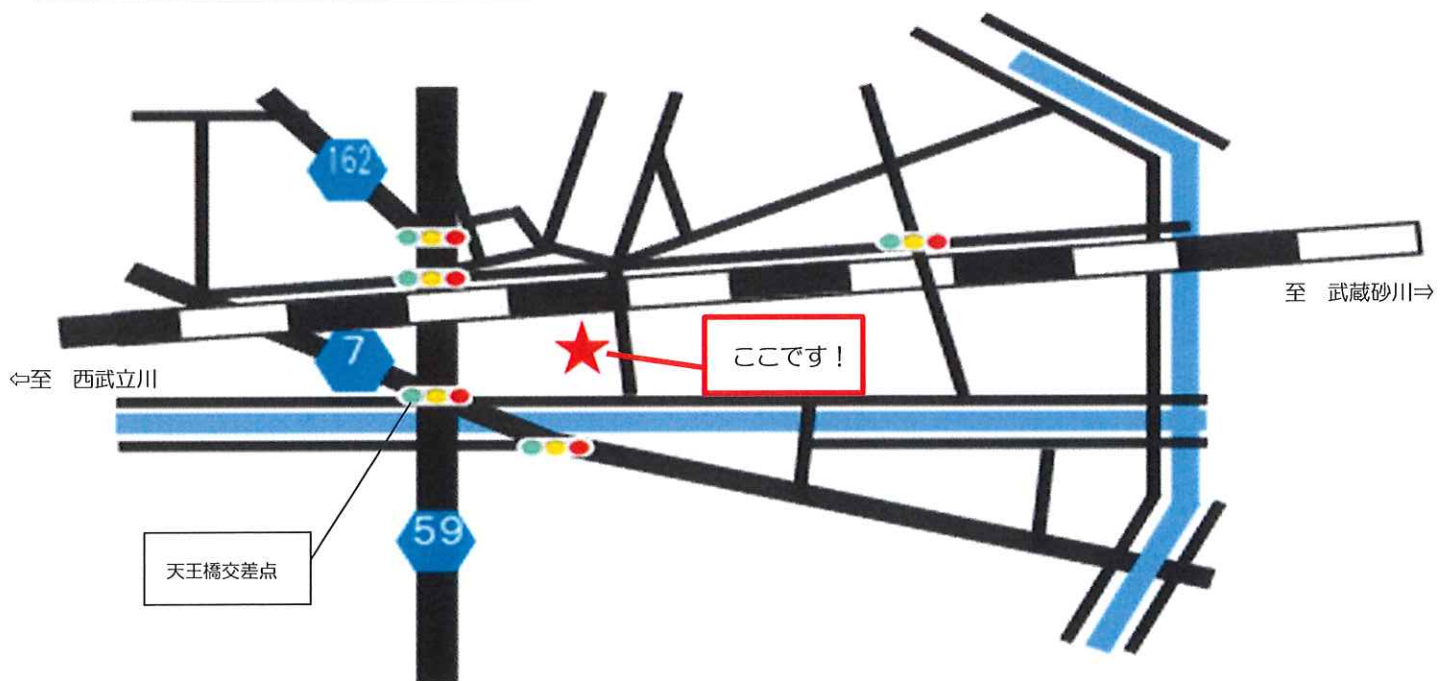 162
至　武蔵砂川⇒
7
ここです！
⇦至　西武立川
59
天王橋交差点